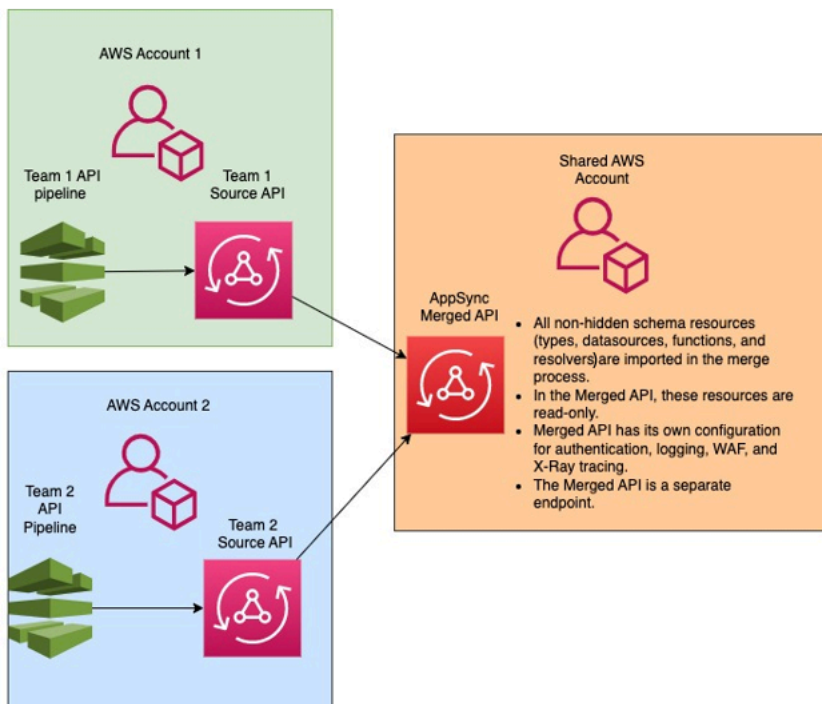 AWS Account 1
Team 1 API
pipeline
Team 1
Source API
AWS Account 2
Team 2
API
Pipeline
Team 2
Source API
Shared AWS
Account
AppSync
Merged API
• All non-hidden schema resources
(types, datasources, functions, and
resolvers)are imported in the merge
process.
• In the Merged API, these resources are
read-only.
• Merged API has its own configuration
for authentication, logging, WAF, and
X-Ray tracing.
• The Merged API is a separate
endpoint.